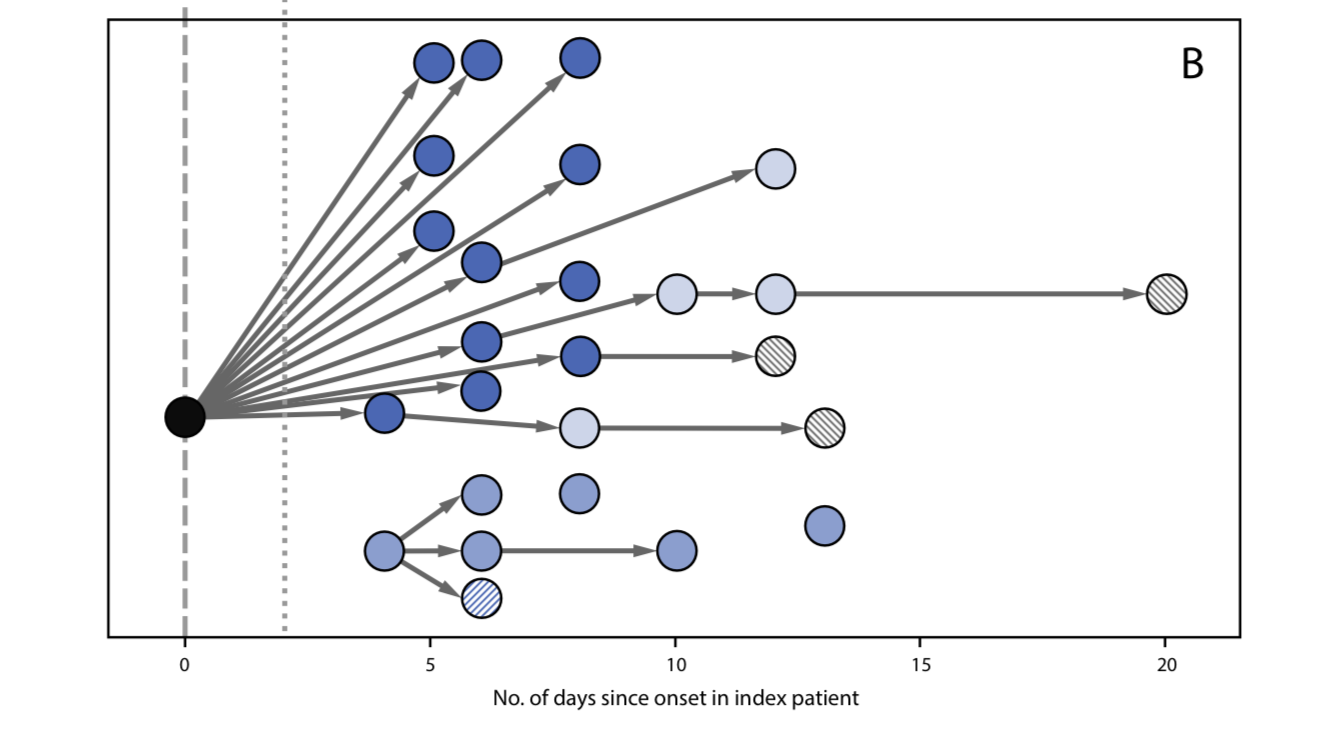 B
0 5 10 15 20
No. of days since onset in index patient